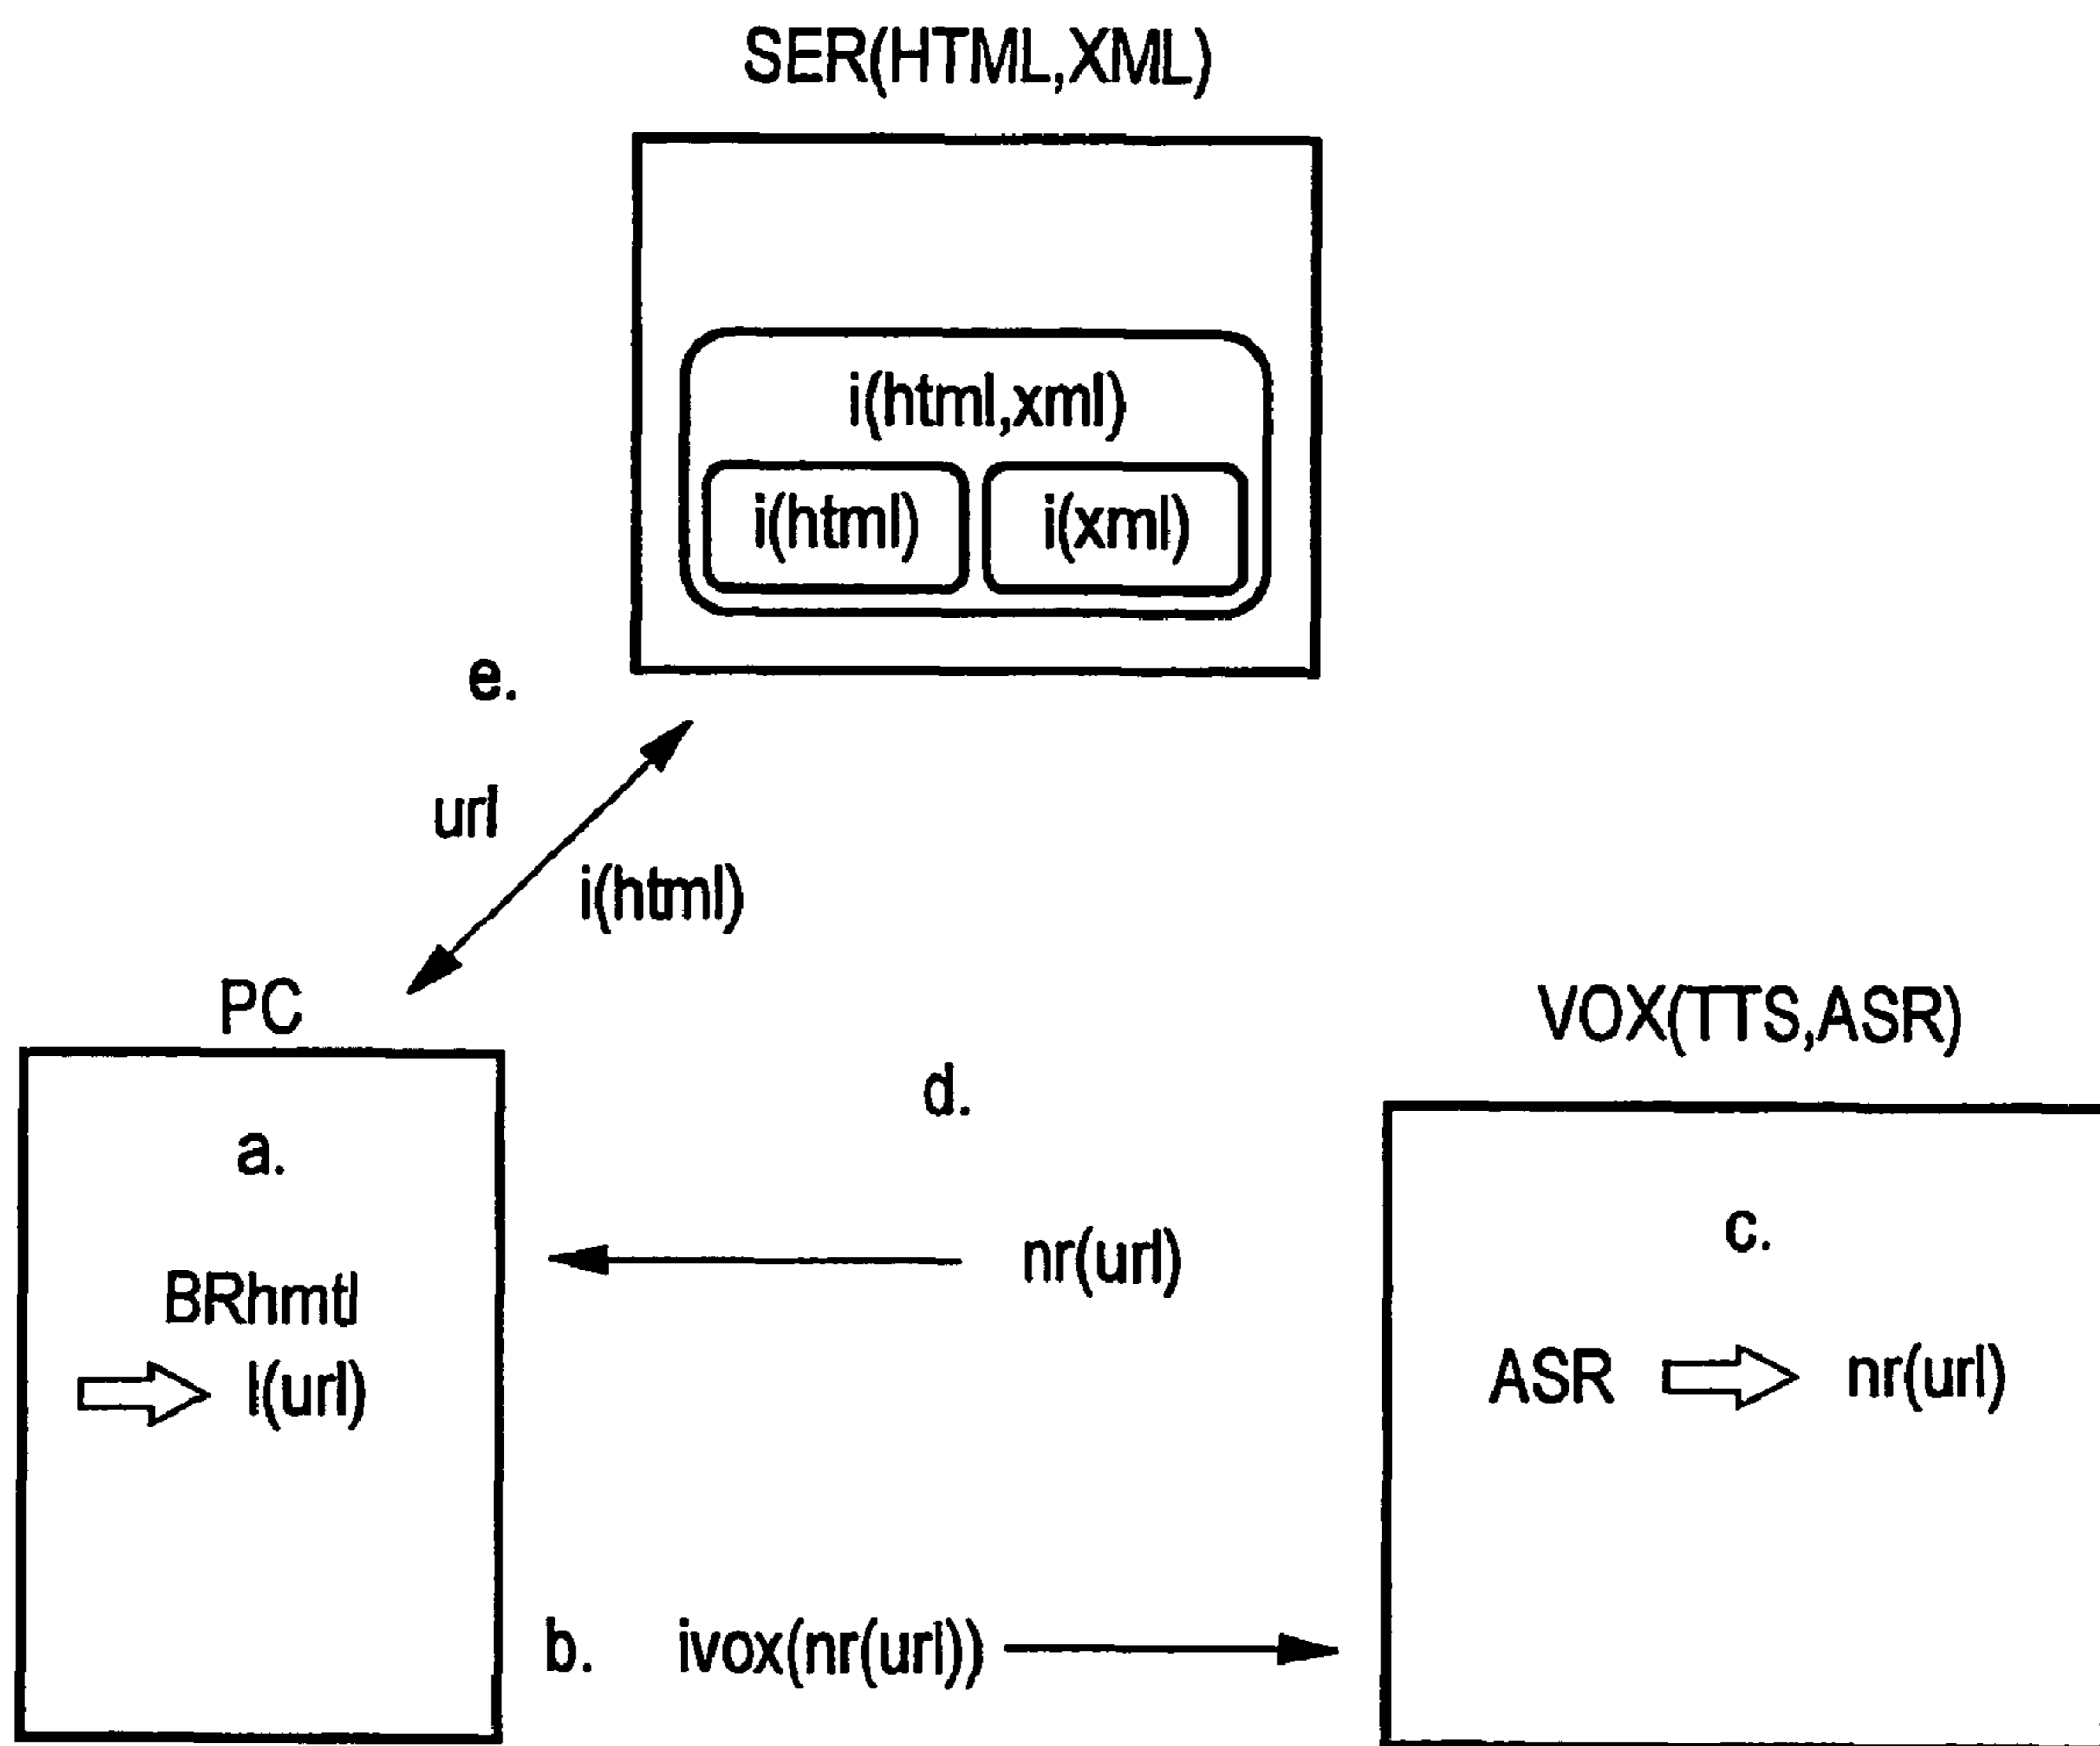 SER(HTML,XML)
i(html,xml)
i(html) i(xml)
e.
url
i(html)
PC
VOX(TTS,ASR)
d.
a.
c.
nr(url)
BRhmtl
l(url)
ASR nr(url)
b. ivox(nr(url))